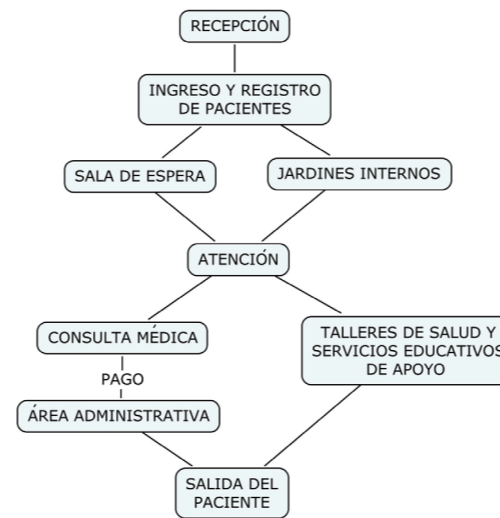 RECEPCIÓN
INGRESO Y REGISTRO
DE PACIENTES
SALA DE ESPERA
JARDINES INTERNOS
ATENCIÓN
CONSULTA MÉDICA
TALLERES DE SALUD Y
SERVICIOS EDUCATIVOS
DE APOYO
PAGO
ÁREA ADMINISTRATIVA
SALIDA DEL
PACIENTE